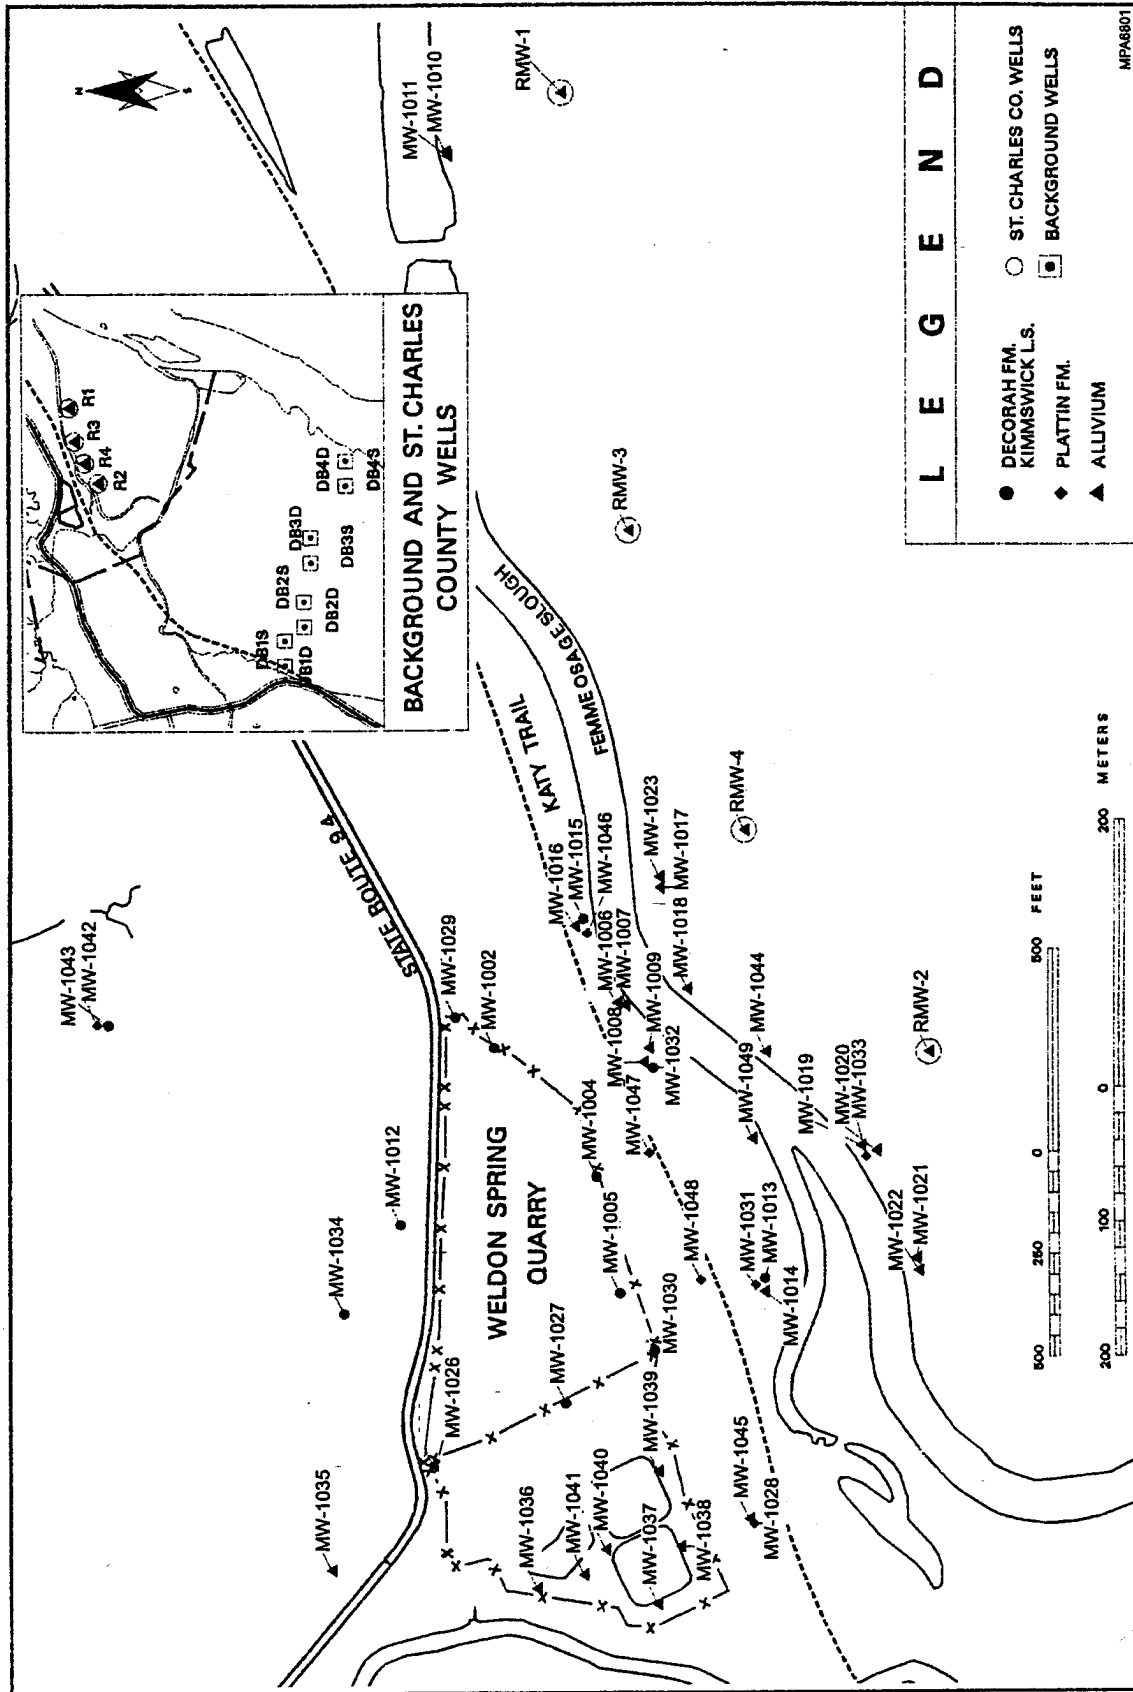 N
S
RMW-1
MW-1011
MW-1010
R1
R3
R4
R2
DB4D
DB4S
DB3D
DB3S
DB2S
DB2D
DB1S
DB1D
BACKGROUND AND ST. CHARLES
COUNTY WELLS
STATE ROUTE 94
KATY TRAIL
FEMME OSAGE SLOUGH
RMW-3
RMW-4
RMW-2
MW-1043
MW-1042
MW-1029
MW-1002
MW-1016
MW-1015
MW-1046
MW-1023
MW-1017
MW-1018
MW-1006
MW-1007
MW-1008
MW-1009
MW-1032
MW-1047
MW-1004
MW-1044
MW-1049
MW-1019
MW-1020
MW-1033
MW-1012
MW-1034
WELDON SPRING
QUARRY
MW-1005
MW-1048
MW-1031
MW-1013
MW-1014
MW-1022
MW-1021
MW-1030
MW-1027
MW-1026
MW-1035
MW-1039
MW-1040
MW-1041
MW-1036
MW-1037
MW-1038
MW-1045
MW-1028
FEET
500 250 0 500
METERS
200 100 0 200
LEGEND
DECORAH FM.
KIMMSWICK L.S.
PLATTIN FM.
ALLUVIUM
ST. CHARLES CO. WELLS
BACKGROUND WELLS
MPA6801